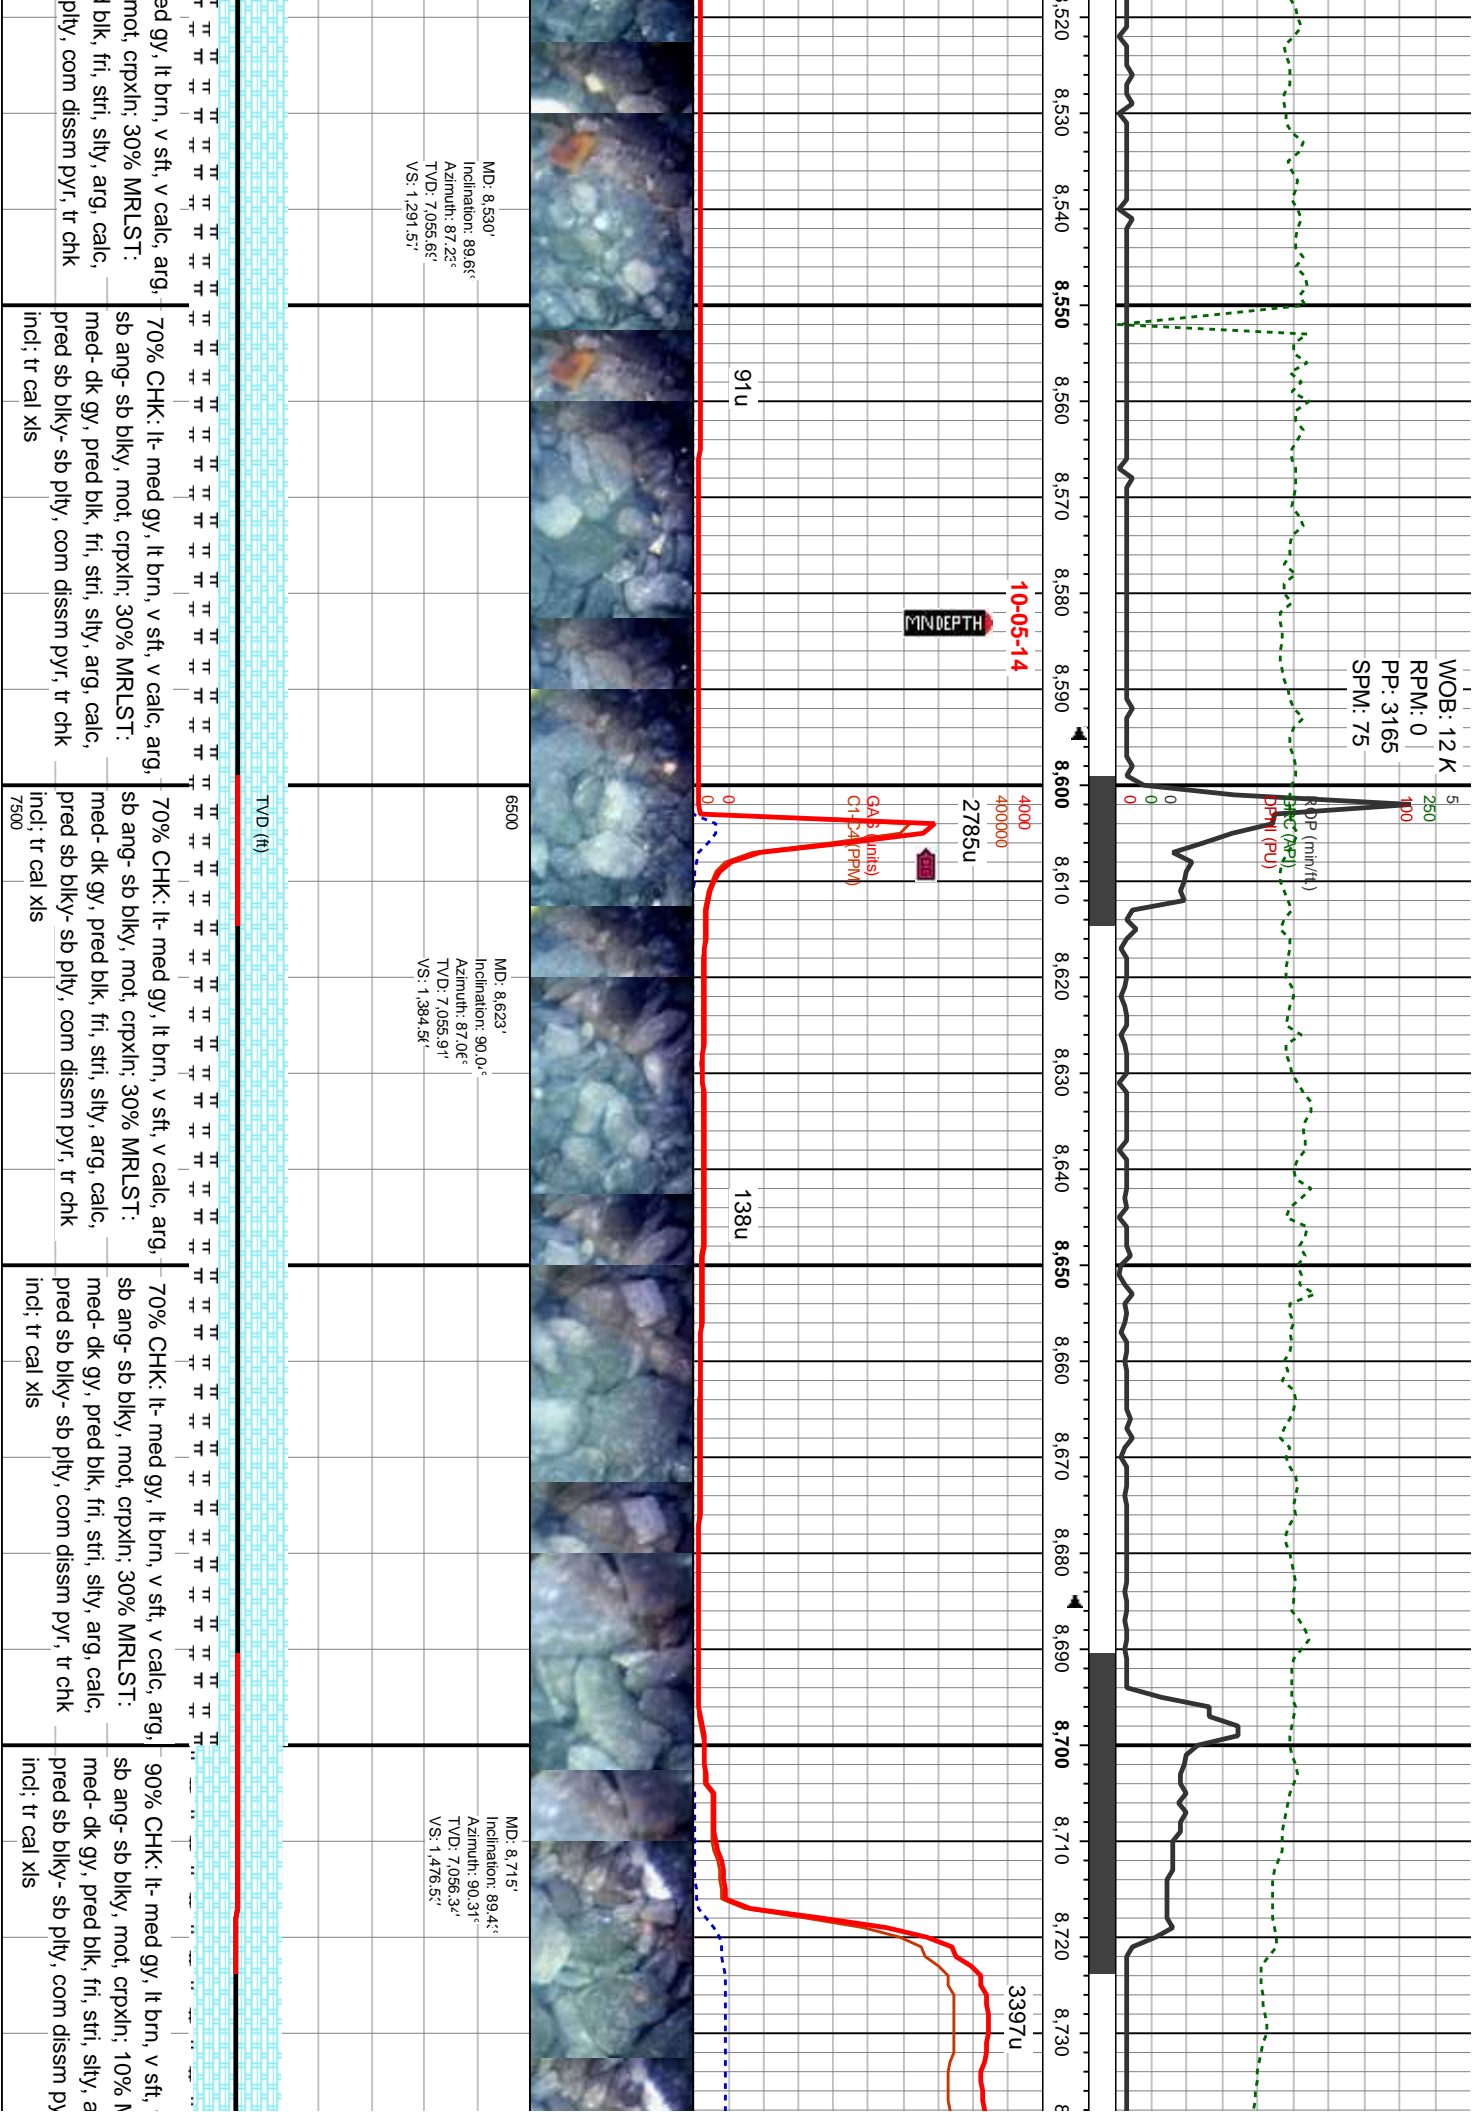 8,520
8,530
8,540
8,550
8,560
8,570
8,580
8,590
8,600
8,610
8,620
8,630
8,640
8,650
8,660
8,670
8,680
8,690
8,700
8,710
8,720
8,730
WOB: 12 K
RPM: 0
PP: 3165
SPM: 75
5
250
100
0
0
0
ROP (min/ft.)
GRC (API)
DPHI (PU)
10-05-14
MN DEPTH
91u
4000
400000
2785u
GAS (units)
C1-C4 (PPM)
0
0
138u
3397u
MD: 8,530'
Inclination: 89.6
Azimuth: 87.23°
TVD: 7,055.69'
VS: 1,291.57'
6500
MD: 8,623'
Inclination: 90.0
Azimuth: 87.06°
TVD: 7,055.91'
VS: 1,384.56'
MD: 8,715'
Inclination: 89.4
Azimuth: 90.31°
TVD: 7,056.34'
VS: 1,476.5
TVD (ft)
7500
ed gy, lt brn, v sft, v calc, arg,
mot, crpxln; 30% MRLST:
blk, fri, stri, slty, arg, calc,
plty, com dissm pyr, tr chk
70% CHK: lt- med gy, lt brn, v sft, v calc, arg,
sb ang- sb blky, mot, crpxln; 30% MRLST:
med- dk gy, pred blk, fri, stri, slty, arg, calc,
pred sb blky- sb plty, com dissm pyr, tr chk
incl; tr cal xls
70% CHK: lt- med gy, lt brn, v sft, v calc, arg,
sb ang- sb blky, mot, crpxln; 30% MRLST:
med- dk gy, pred blk, fri, stri, slty, arg, calc,
pred sb blky- sb plty, com dissm pyr, tr chk
incl; tr cal xls
70% CHK: lt- med gy, lt brn, v sft, v calc, arg,
sb ang- sb blky, mot, crpxln; 30% MRLST:
med- dk gy, pred blk, fri, stri, slty, arg, calc,
pred sb blky- sb plty, com dissm pyr, tr chk
incl; tr cal xls
90% CHK: lt- med gy, lt brn, v sft,
sb ang- sb blky, mot, crpxln; 10% M
med- dk gy, pred blk, fri, stri, slty, a
pred sb blky- sb plty, com dissm py
incl; tr cal xls